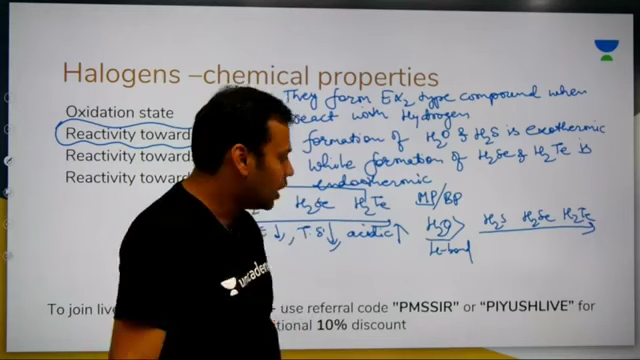 Halogens –chemical properties
Oxidation state
Reactivity toward
Reactivity toward
Reactivity toward
They form Ex2 type compound when
react with Hydrogen
formation of H2O & H2S is exothermic
while formation of H2Se & H2Te is
endothermic
H2Se H2Te
↓, T.S ↓, acidic ↑
MP/BP
H2O > H2S H2Se H2Te
H-bond
unacademy
To join live use referral code "PMSSIR" or "PIYUSHLIVE" for
itional 10% discount